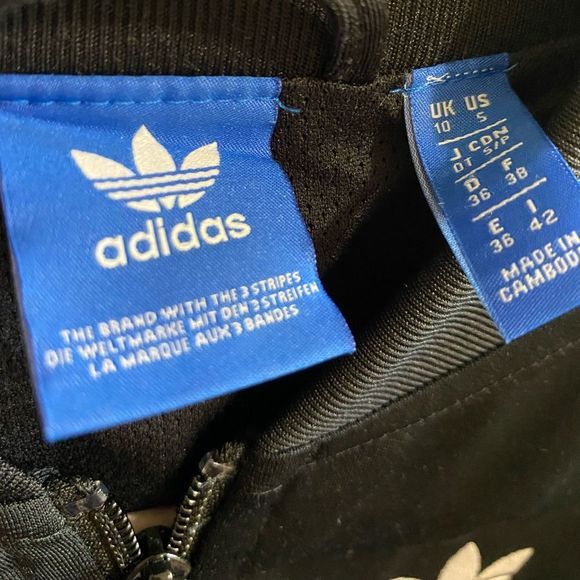 adidas
THE BRAND WITH THE 3 STRIPES
DIE WELTMARKE MIT DEN 3 STREIFEN
LA MARQUE AUX 3 BANDES
UK US
10 S
J CDN
OT S/P
D F
36 38
E I
36 42
MADE IN
CAMBOD